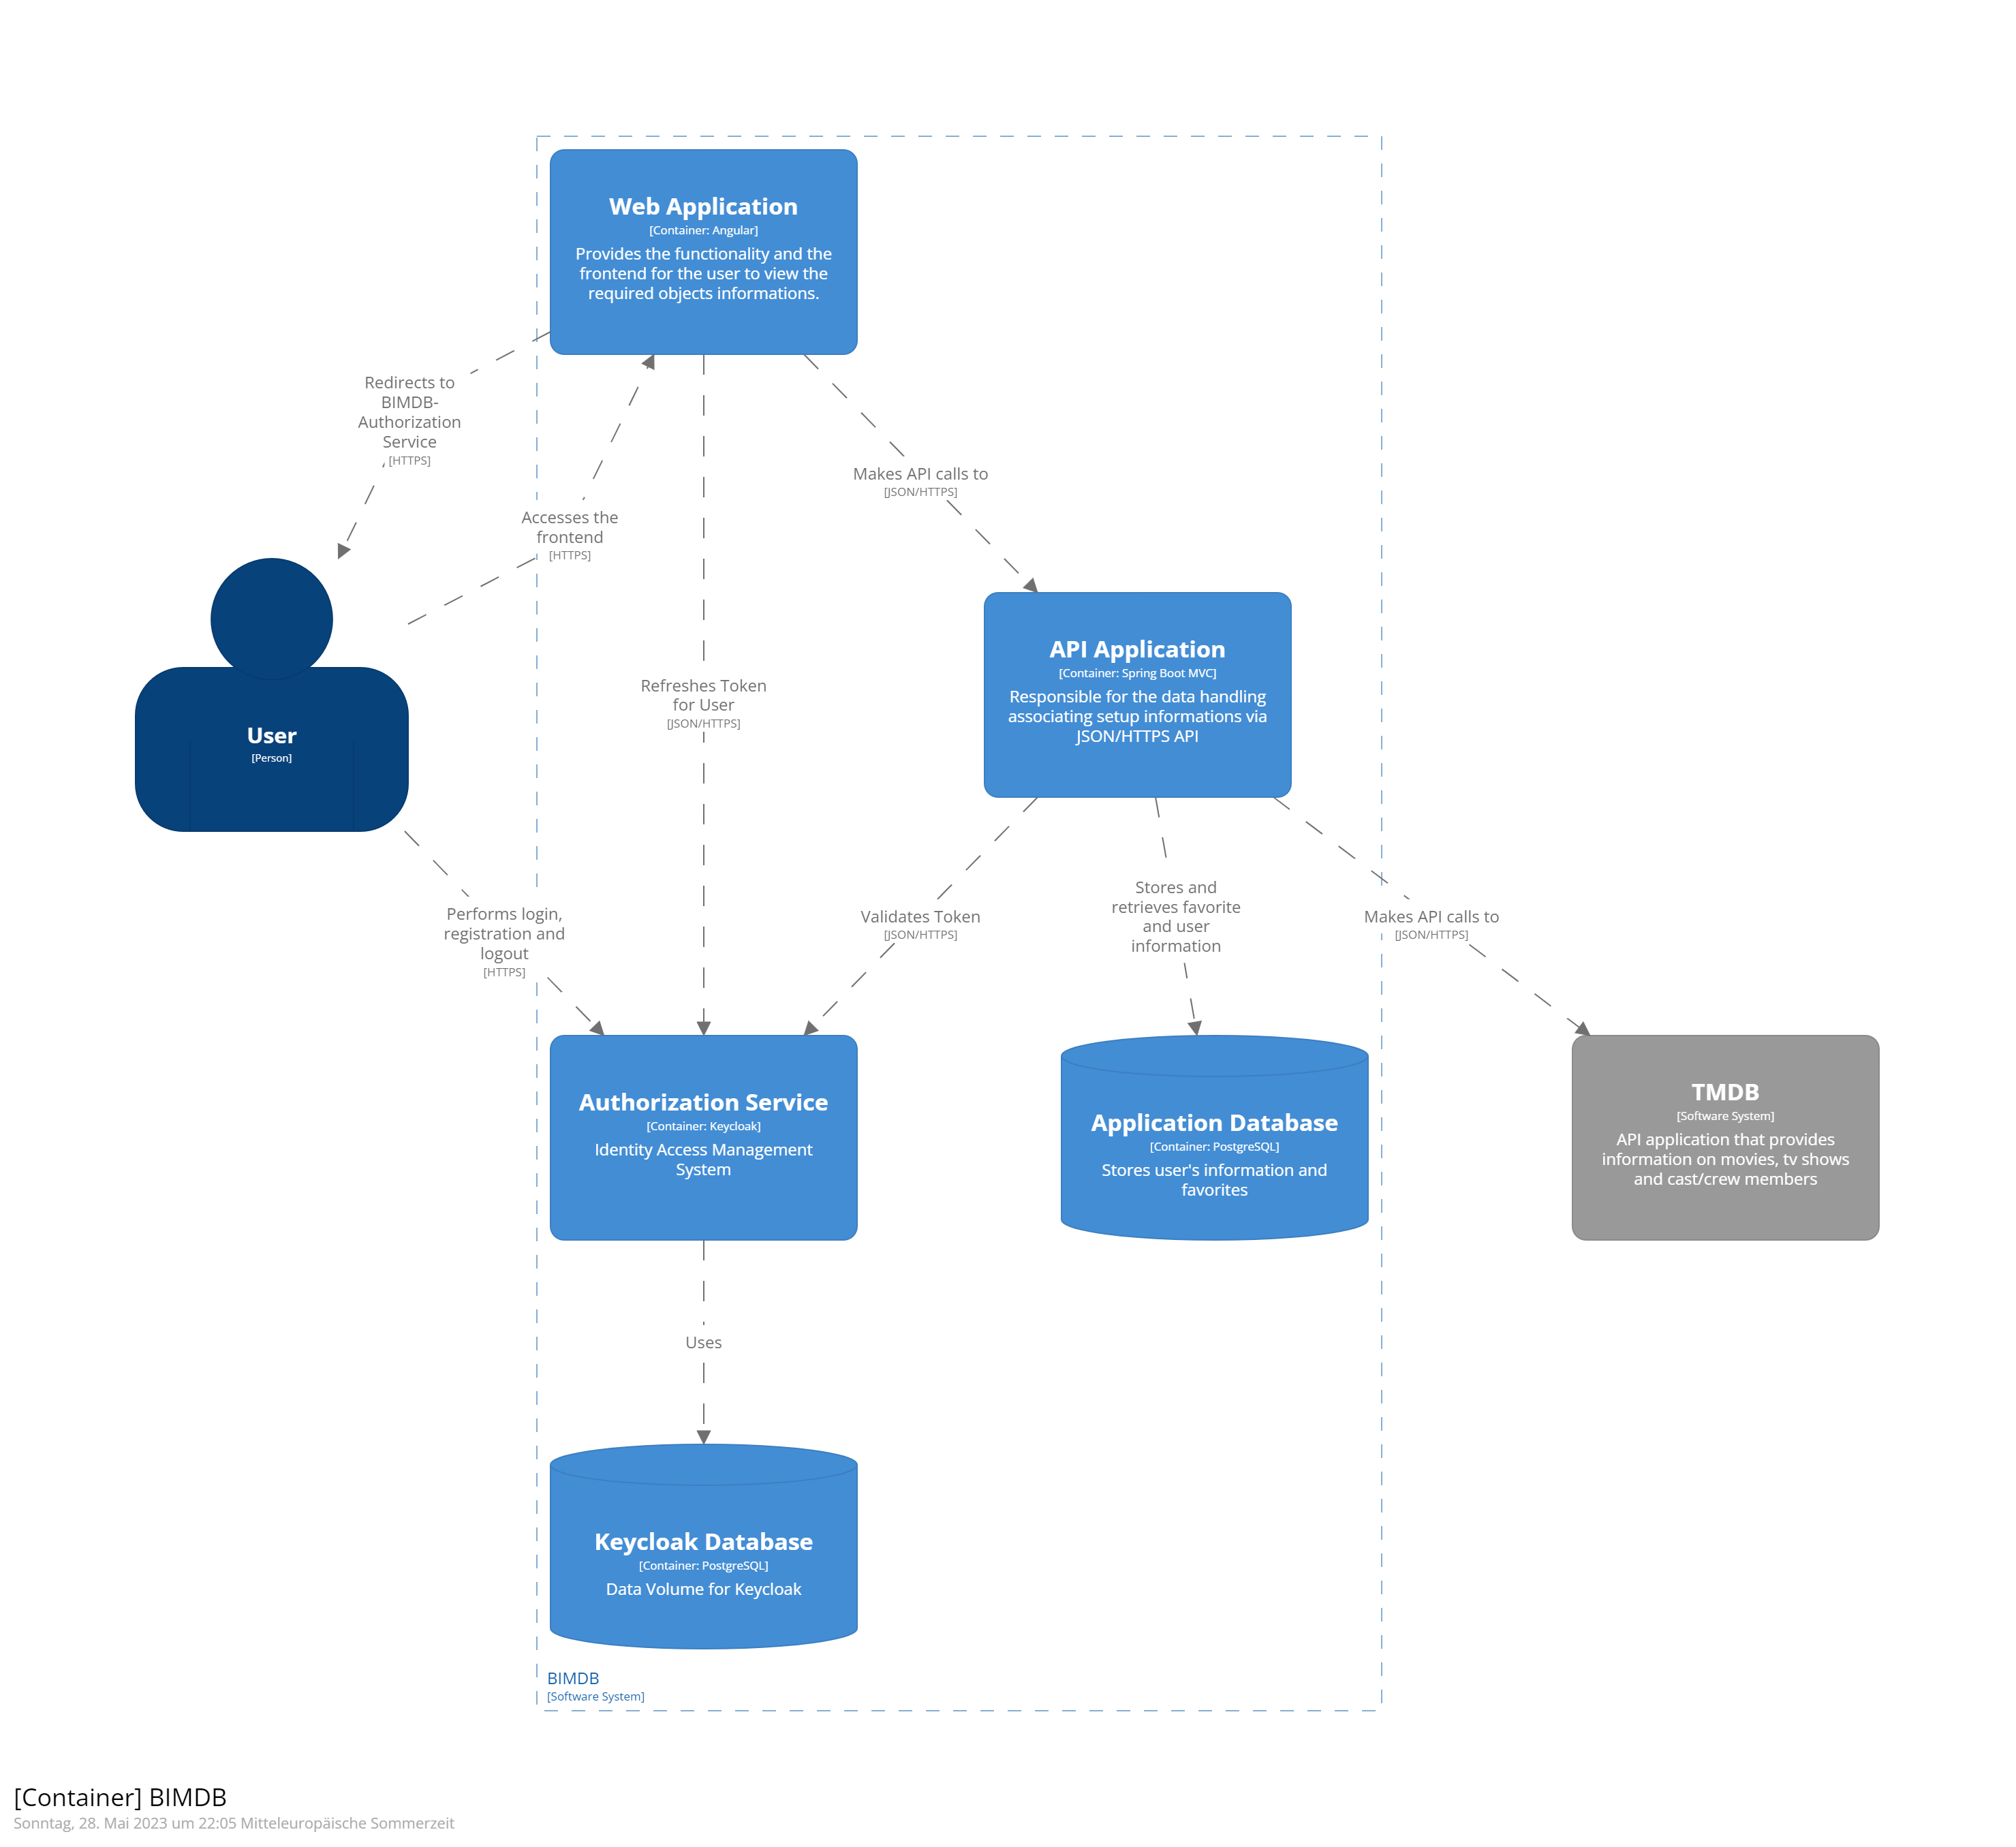 Web Application
[Container: Angular]
Provides the functionality and the
frontend for the user to view the
required objects informations.
Redirects to
BIMDB-
Authorization
Service
[HTTPS]
Accesses the
frontend
[HTTPS]
Makes API calls to
[JSON/HTTPS]
Refreshes Token
for User
[JSON/HTTPS]
API Application
[Container: Spring Boot MVC]
Responsible for the data handling
associating setup informations via
JSON/HTTPS API
User
[Person]
Performs login,
registration and
logout
[HTTPS]
Validates Token
[JSON/HTTPS]
Stores and
retrieves favorite
and user
information
Makes API calls to
[JSON/HTTPS]
Authorization Service
[Container: Keycloak]
Identity Access Management
System
Application Database
[Container: PostgreSQL]
Stores user's information and
favorites
TMDB
[Software System]
API application that provides
information on movies, tv shows
and cast/crew members
Uses
Keycloak Database
[Container: PostgreSQL]
Data Volume for Keycloak
BIMDB
[Software System]
[Container] BIMDB
Sonntag, 28. Mai 2023 um 22:05 Mitteleuropäische Sommerzeit